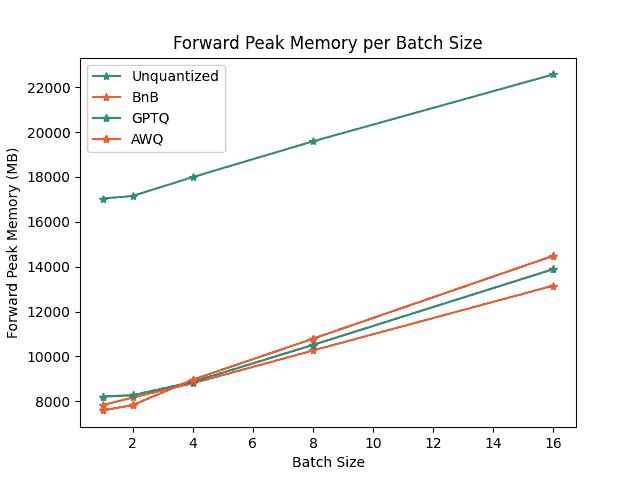 Forward Peak Memory per Batch Size
Unquantized
BnB
GPTQ
AWQ
Forward Peak Memory (MB)
22000
20000
18000
16000
14000
12000
10000
8000
2 4 6 8 10 12 14 16
Batch Size